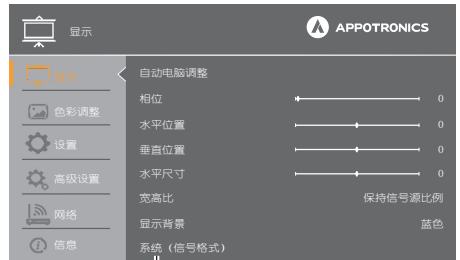 显示
APPOTRONICS
显示
色彩调整
设置
高级设置
网络
信息
自动电脑调整
相位 0
水平位置 0
垂直位置 0
水平尺寸 0
宽高比 保持信号源比例
显示背景 蓝色
系统（信号格式）